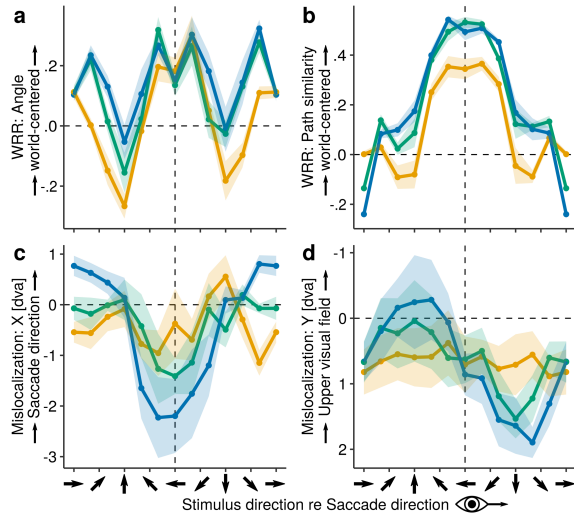 a
WRR: Angle
world-centered
.2
.0
-.2
b
WRR: Path similarity
world-centered
.4
.2
.0
-.2
c
Mislocalization: X [dva]
Saccade direction
1
0
-1
-2
-3
d
Mislocalization: Y [dva]
Upper visual field
-1
0
1
2
Stimulus direction re Saccade direction